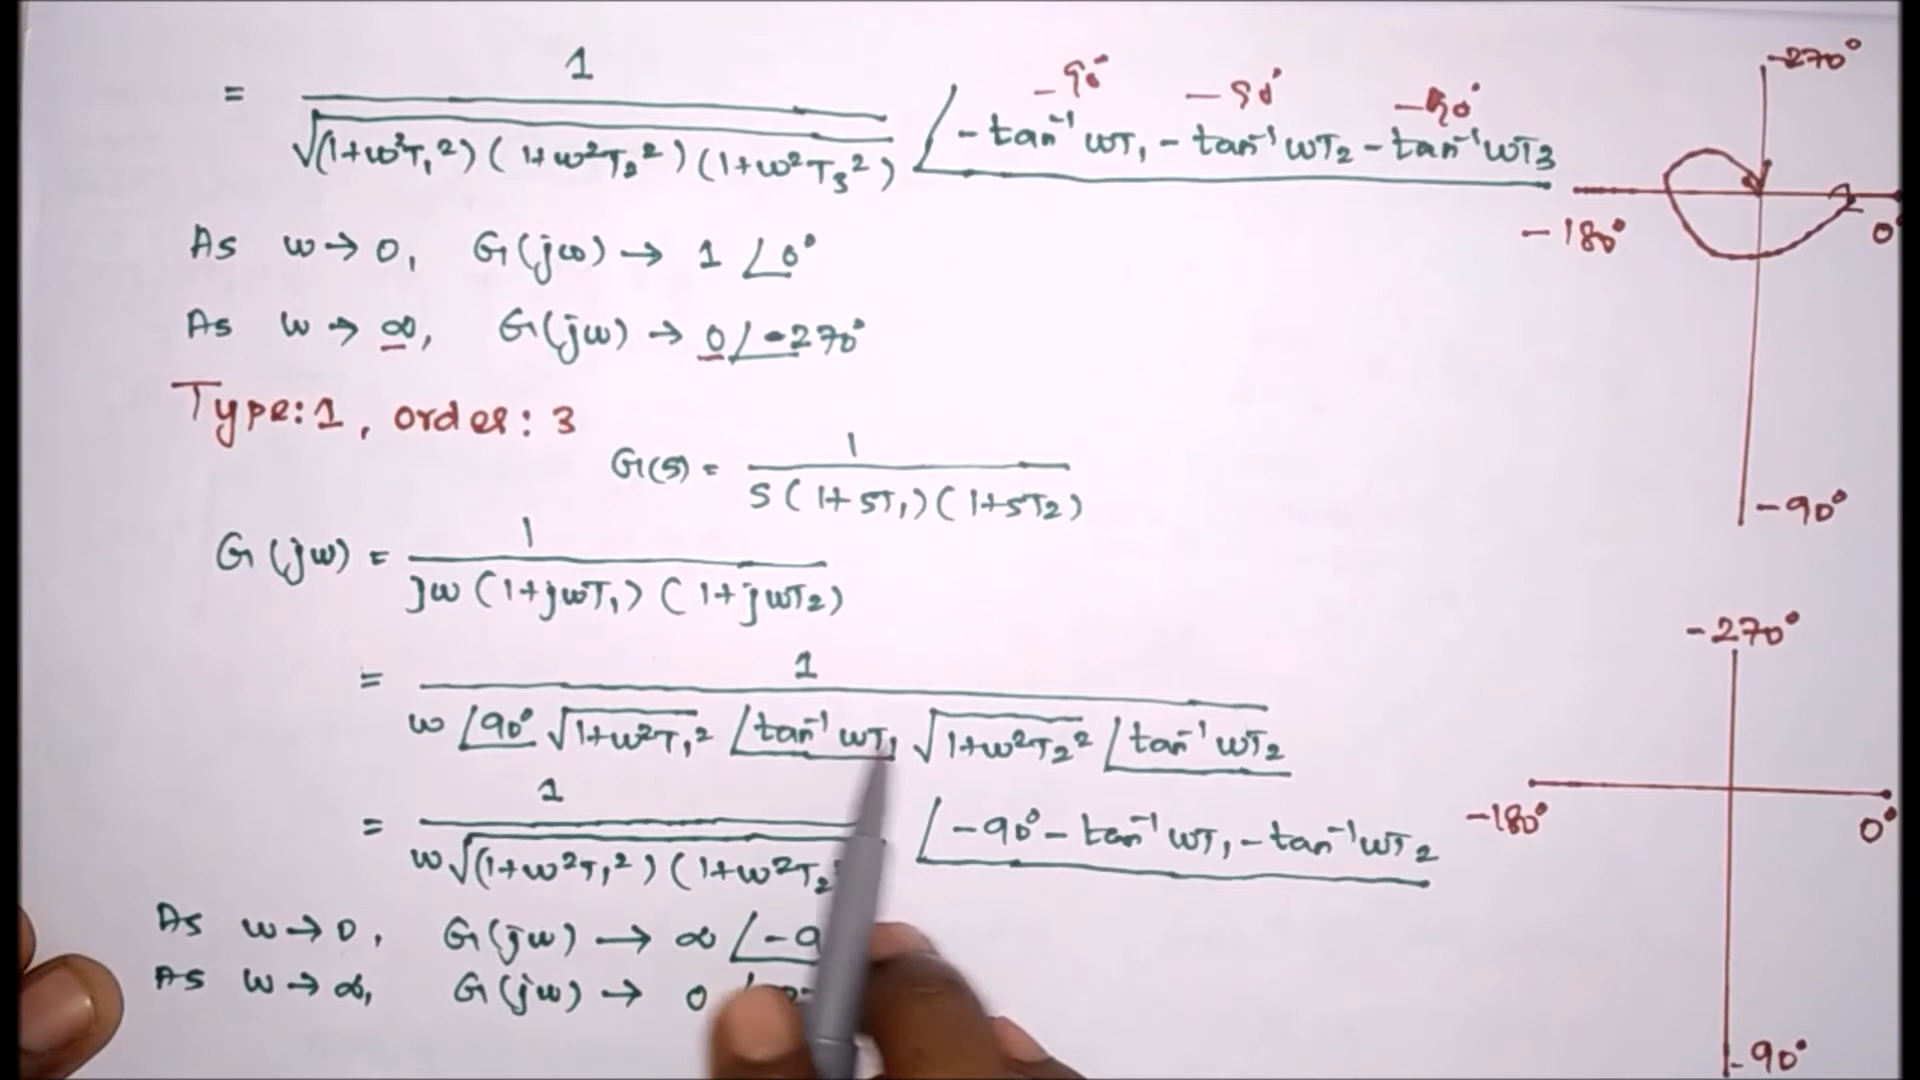 = 1 / √(1+ω²T₁²)(1+ω²T₂²)(1+ω²T₃²) ∠-tan⁻¹ωT₁-tan⁻¹ωT₂-tan⁻¹ωT₃
-90° -90° -90°
-270°
-180°
0
-90°
As ω→0, G(jω)→ 1∠0°
As ω→∞, G(jω)→ 0∠-270°
Type:1, order: 3
G(s) = 1 / s(1+sT₁)(1+sT₂)
G(jω) = 1 / jω(1+jωT₁)(1+jωT₂)
= 1 / ω∠90° √1+ω²T₁² ∠tan⁻¹ωT₁ √1+ω²T₂² ∠tan⁻¹ωT₂
= 1 / ω√(1+ω²T₁²)(1+ω²T₂ ∠-90°-tan⁻¹ωT₁-tan⁻¹ωT₂
As ω→0, G(jω)→ ∞∠-9
As ω→∞, G(jω)→ 0
-270°
-180°
0°
-90°